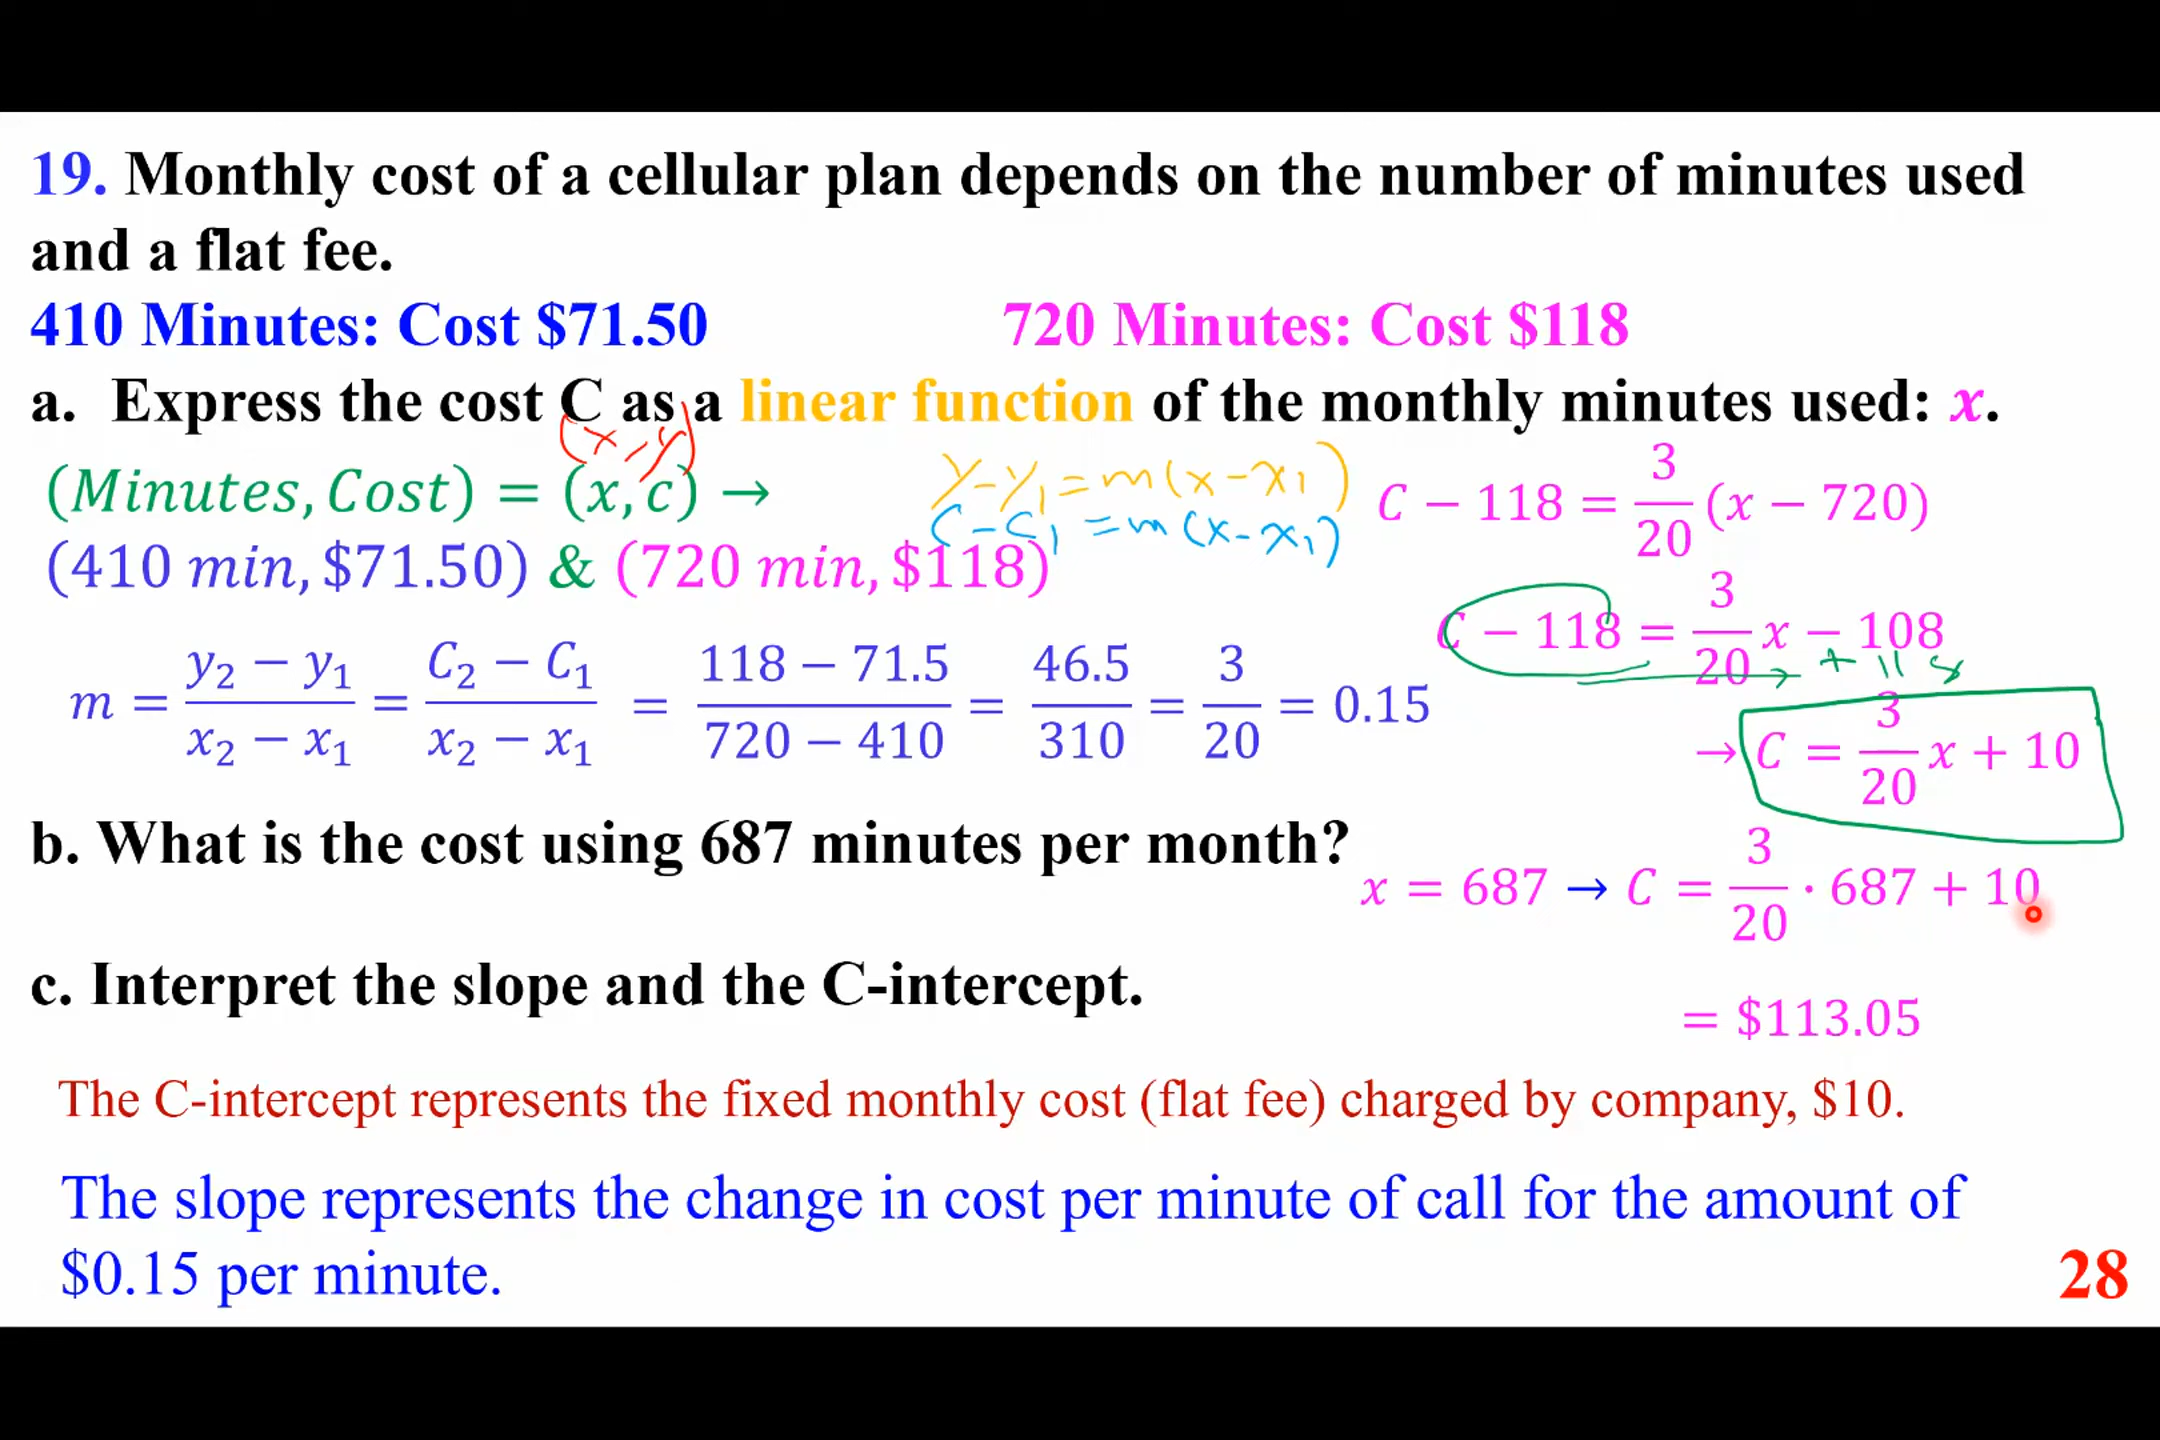 19. Monthly cost of a cellular plan depends on the number of minutes used
and a flat fee.
410 Minutes: Cost $71.50 720 Minutes: Cost $118
a. Express the cost C as a linear function of the monthly minutes used: x.
(x, y)
(Minutes, Cost) = (x, c) →
y - y₁ = m(x - x₁)
C - C₁ = m(x - x₁)
C − 118 = 3/20 (x − 720)
(410 min, $71.50) & (720 min, $118)
C − 118 = 3/20 x − 108
+ 118
m = y₂ − y₁ / x₂ − x₁ = C₂ − C₁ / x₂ − x₁ = 118 − 71.5 / 720 − 410 = 46.5 / 310 = 3/20 = 0.15
→ C = 3/20 x + 10
b. What is the cost using 687 minutes per month?
x = 687 → C = 3/20 · 687 + 10
= $113.05
c. Interpret the slope and the C-intercept.
The C-intercept represents the fixed monthly cost (flat fee) charged by company, $10.
The slope represents the change in cost per minute of call for the amount of
$0.15 per minute.
28